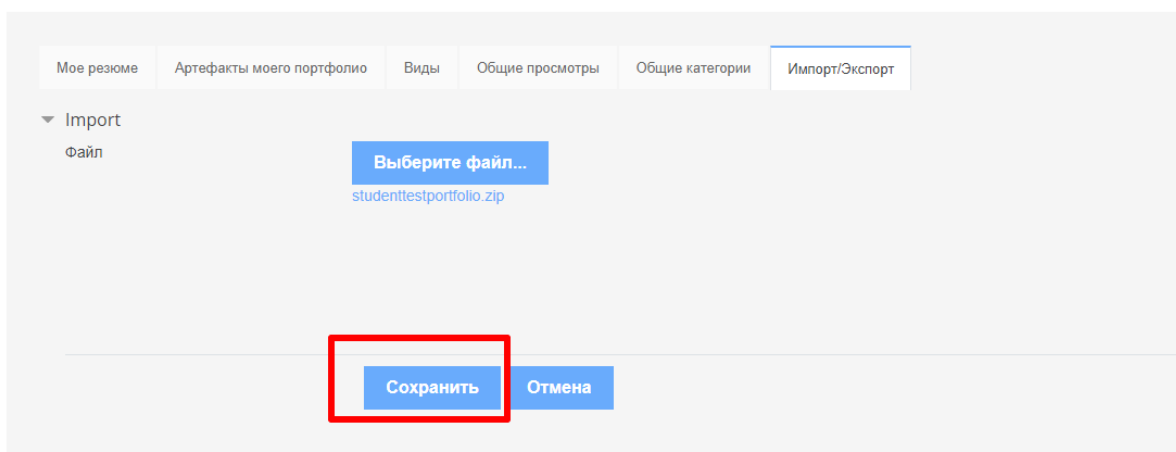 Мое резюме Артефакты моего портфолио Виды Общие просмотры Общие категории Импорт/Экспорт
Import
Файл
Выберите файл...
studenttestportfolio.zip
Сохранить Отмена